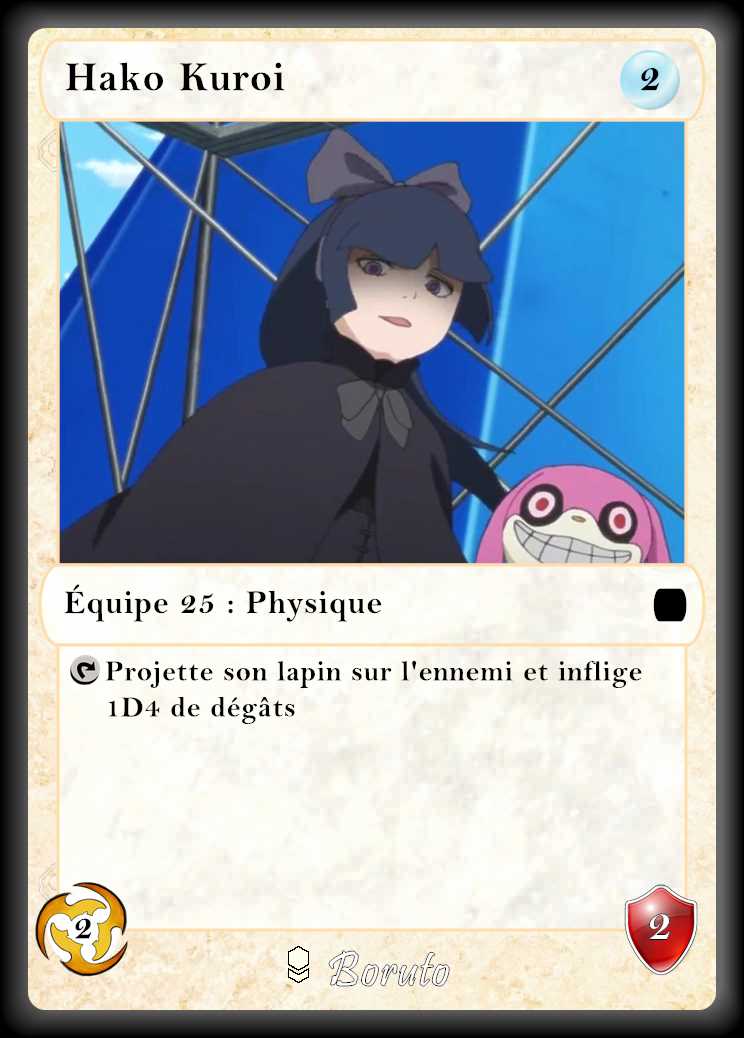 Hako Kuroi
2
Équipe 25 : Physique
Projette son lapin sur l'ennemi et inflige
1D4 de dégâts
2
2
Boruto